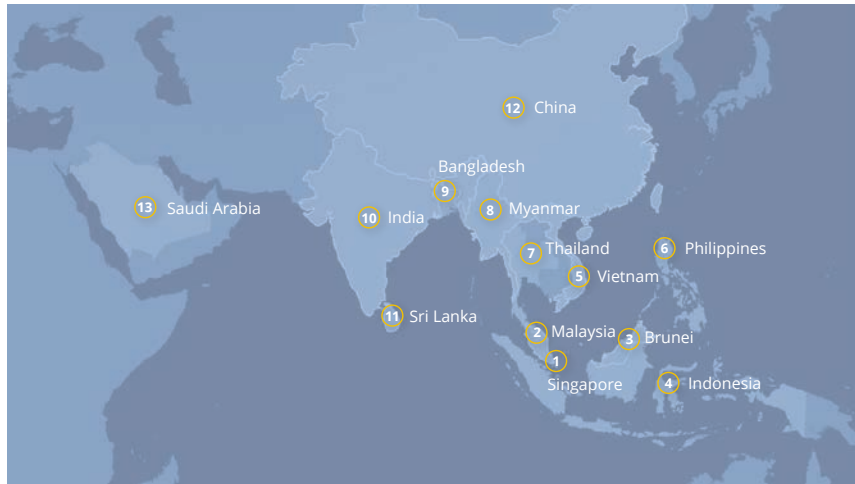 12 China
Bangladesh
9
13 Saudi Arabia
10 India
8 Myanmar
7 Thailand
6 Philippines
5 Vietnam
11 Sri Lanka
2 Malaysia
3 Brunei
1
Singapore
4 Indonesia